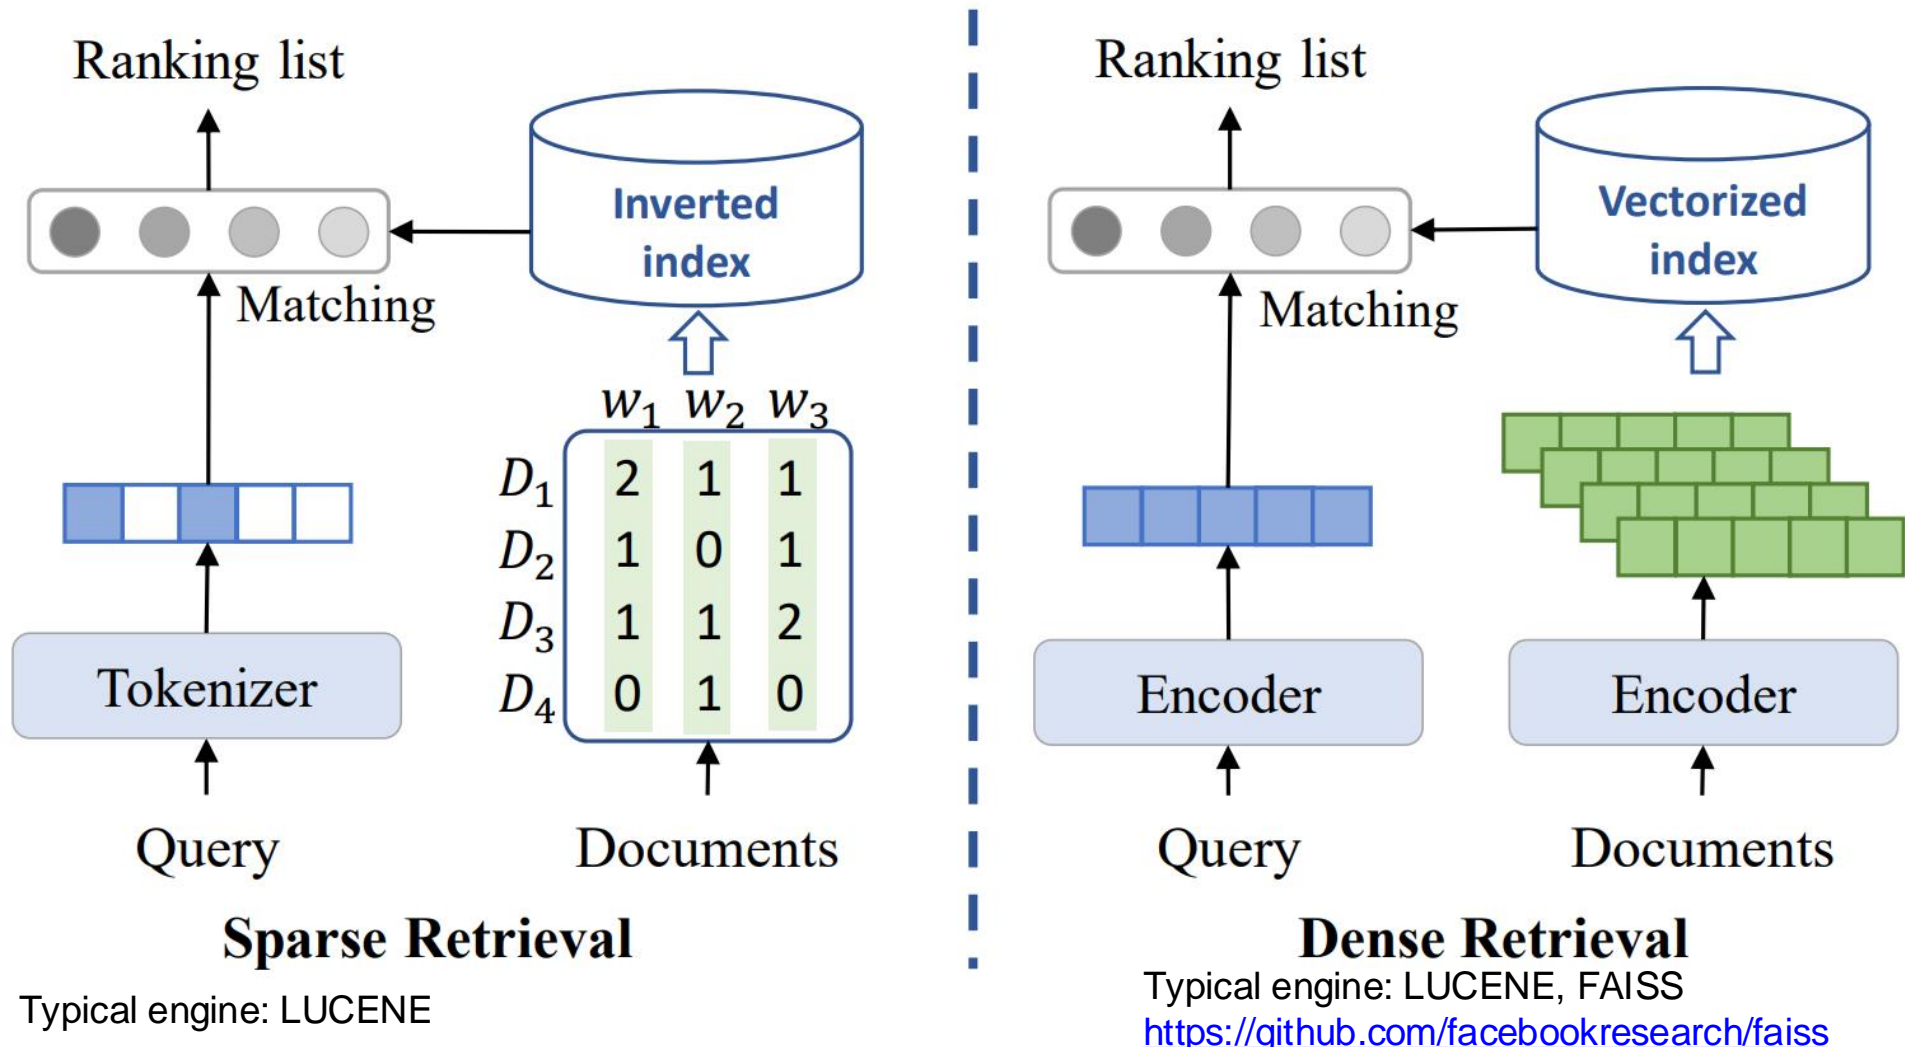 Ranking list
Inverted
index
Matching
w1 w2 w3
D1 2 1 1
D2 1 0 1
D3 1 1 2
D4 0 1 0
Tokenizer
Query
Documents
Sparse Retrieval
Typical engine: LUCENE
Ranking list
Vectorized
index
Matching
Encoder
Encoder
Query
Documents
Dense Retrieval
Typical engine: LUCENE, FAISS
https://github.com/facebookresearch/faiss